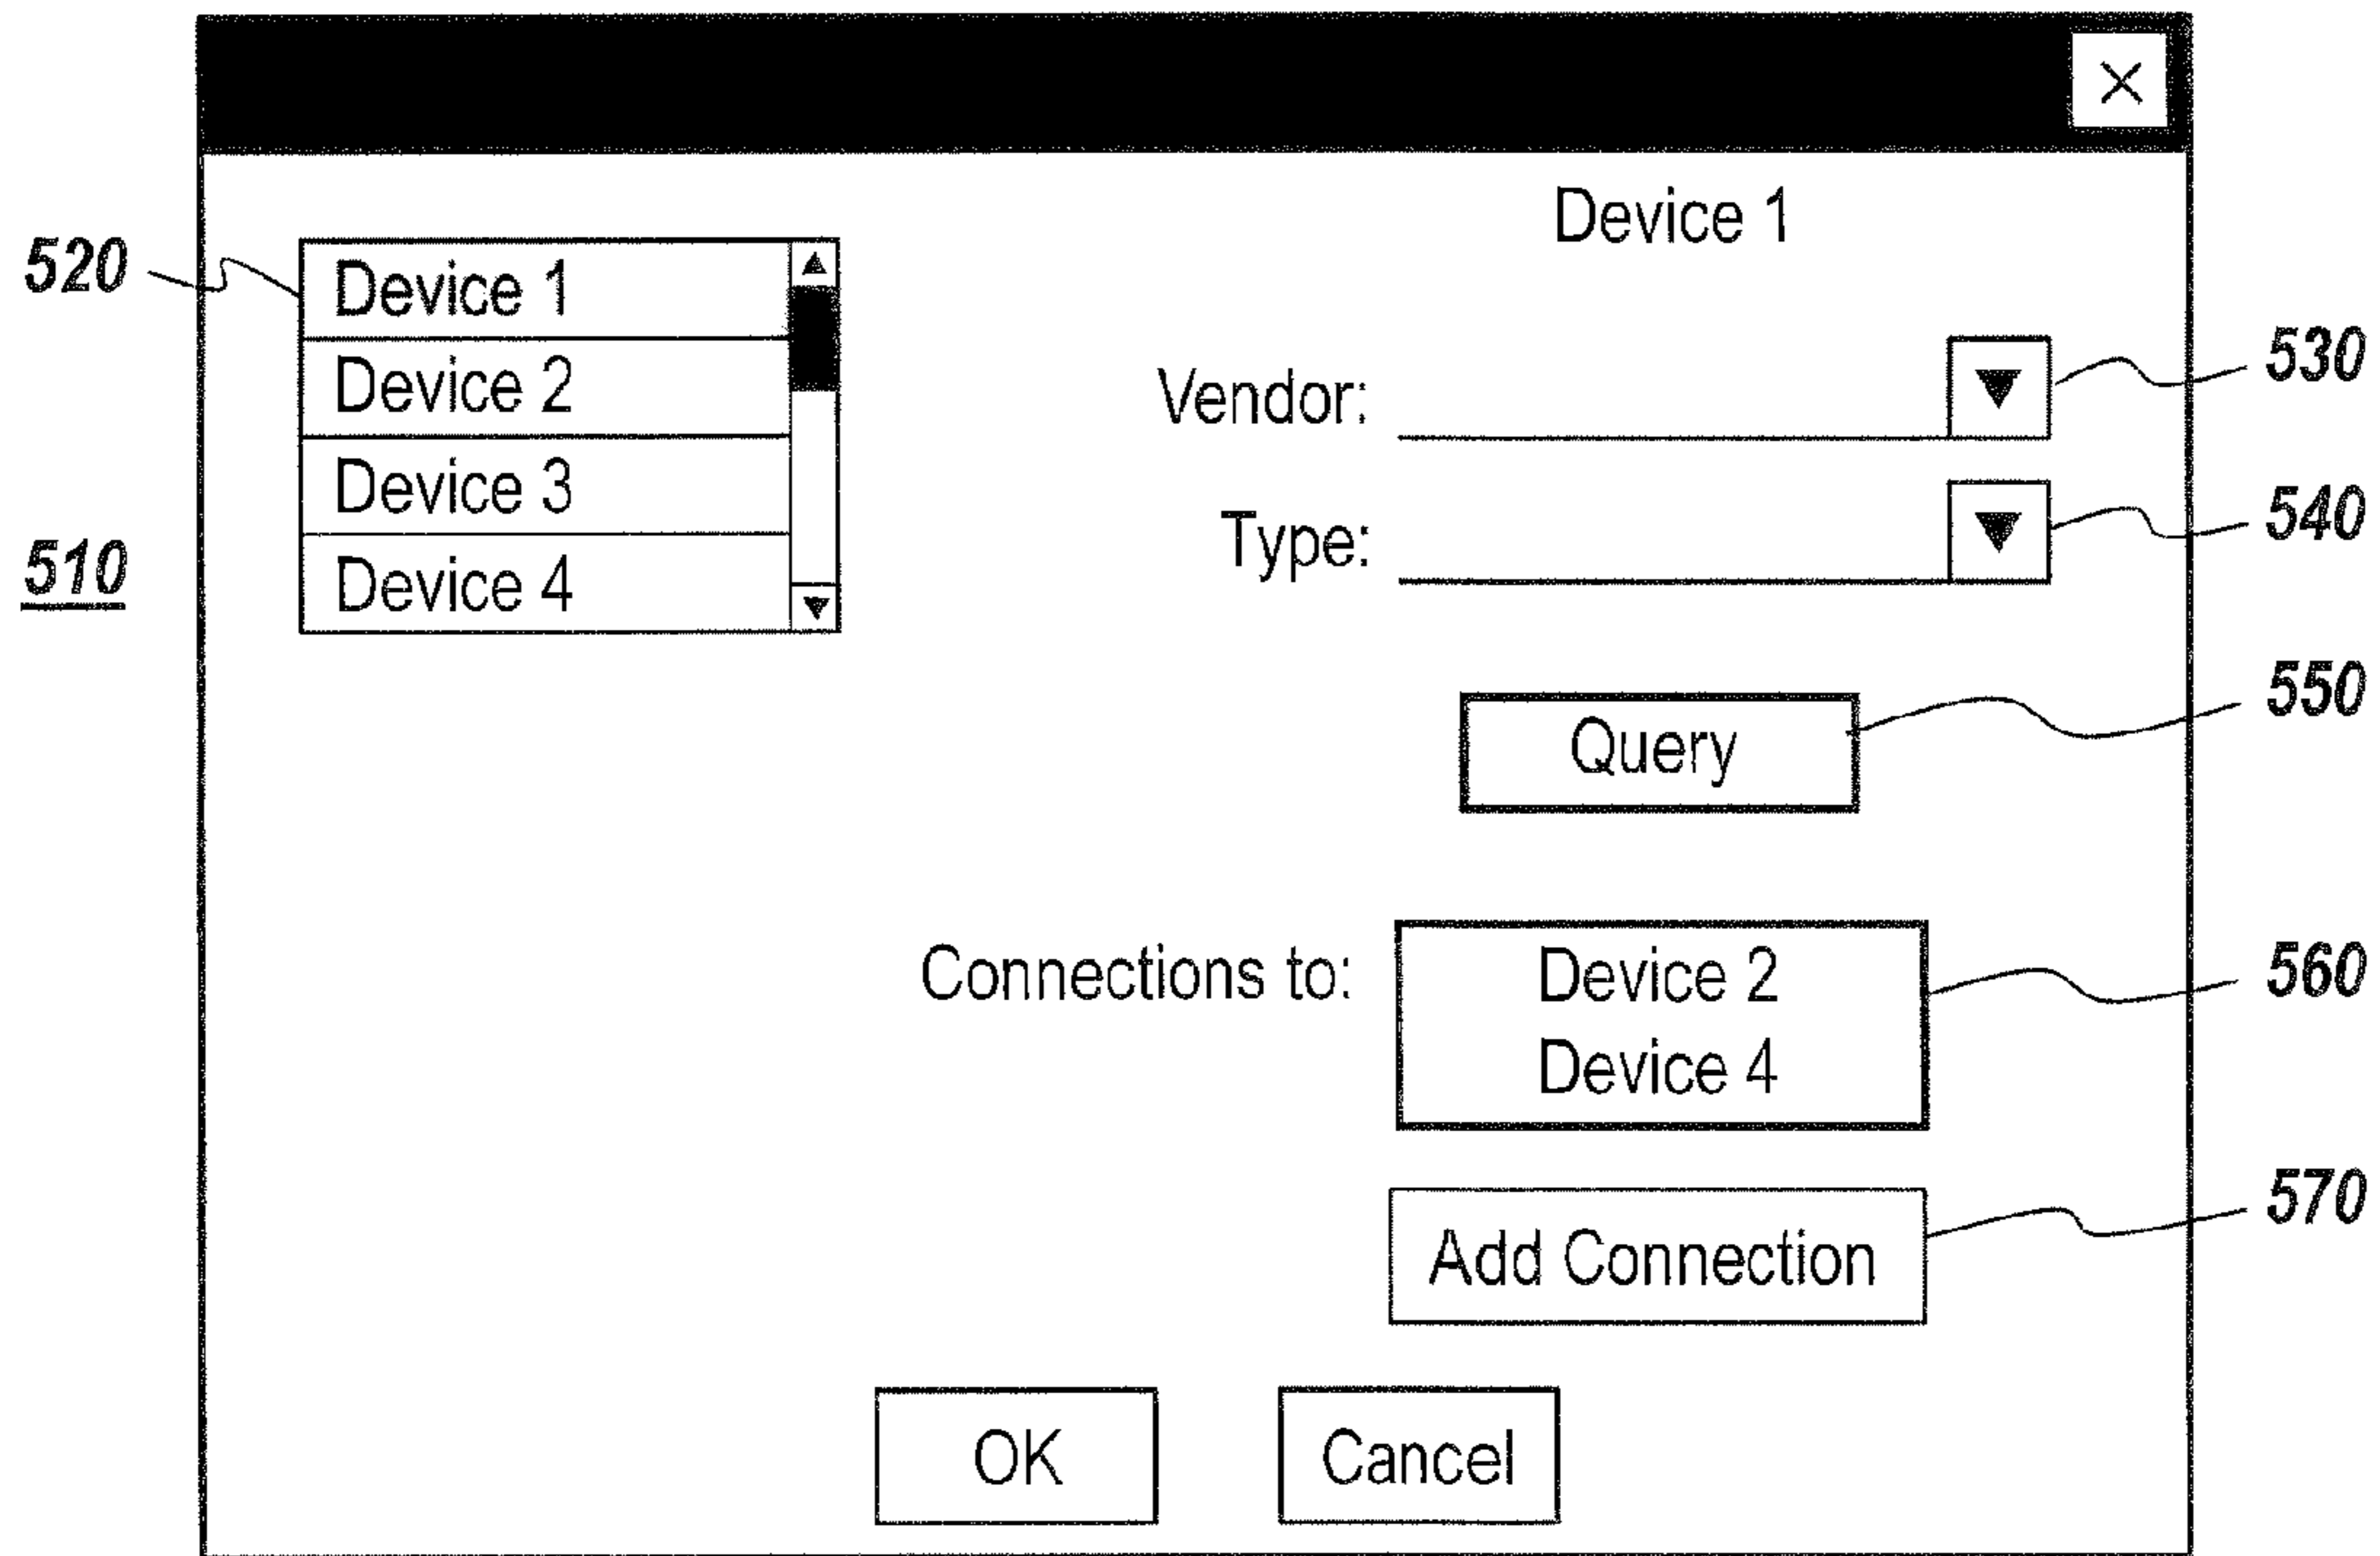 X
Device 1
520
Device 1
Device 2
Device 3
Device 4
510
Vendor:
530
Type:
540
Query
550
Connections to:
Device 2
Device 4
560
Add Connection
570
OK
Cancel